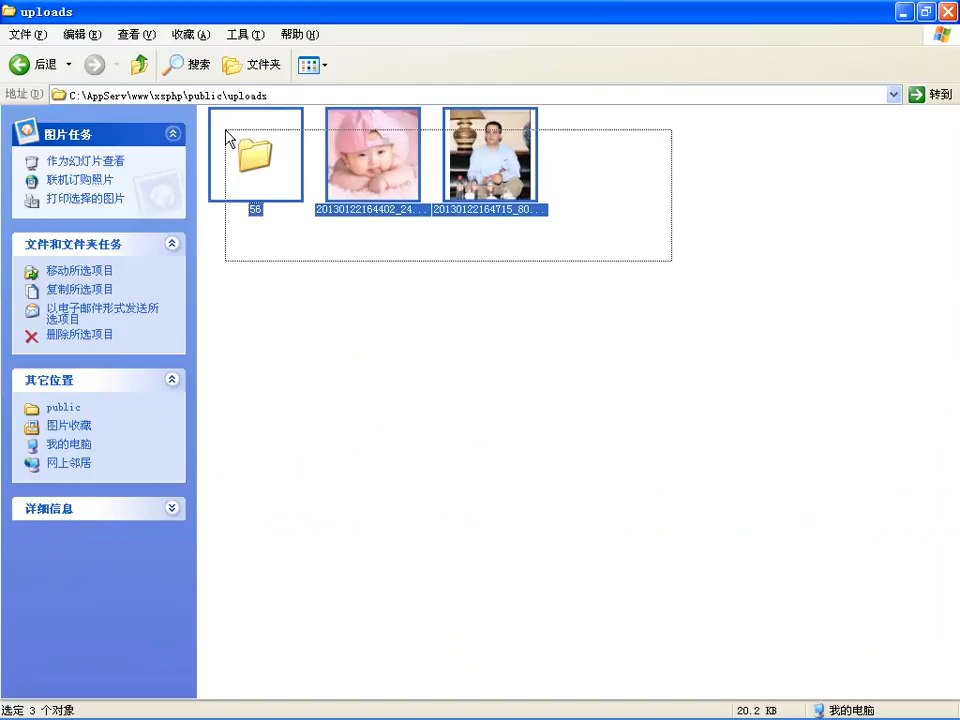 uploads
文件(F) 编辑(E) 查看(V) 收藏(A) 工具(T) 帮助(H)
后退 搜索 文件夹
地址(D) C:\AppServ\www\xsphp\public\uploads 转到
图片任务
作为幻灯片查看
联机订购照片
打印选择的图片
文件和文件夹任务
移动所选项目
复制所选项目
以电子邮件形式发送所
选项目
删除所选项目
其它位置
public
图片收藏
我的电脑
网上邻居
详细信息
56 20130122164402_24... 20130122164715_80...
选定 3 个对象 20.2 KB 我的电脑